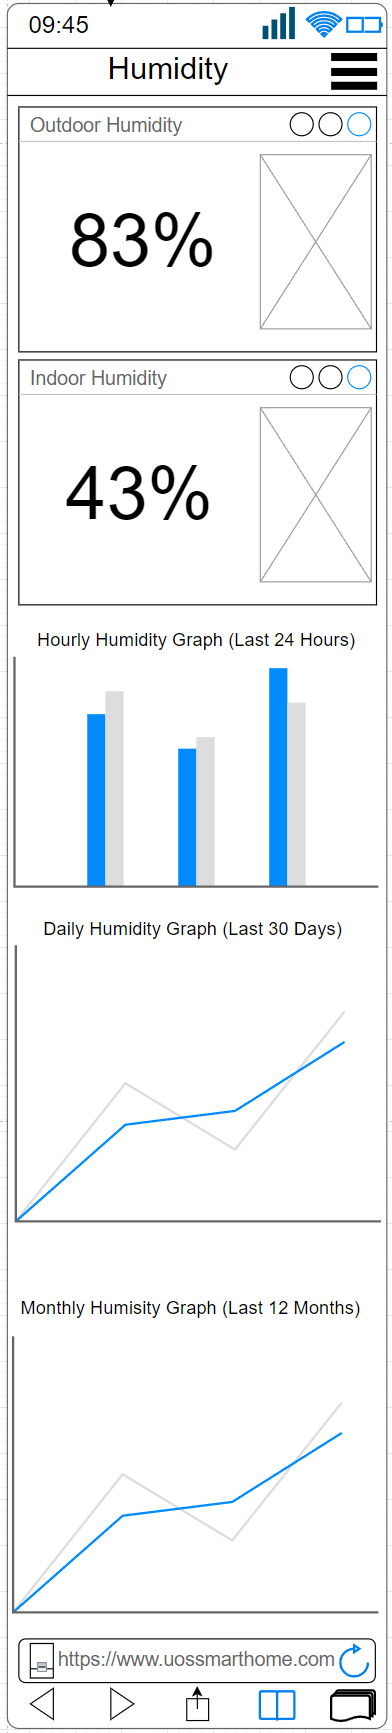 09:45
Humidity
Outdoor Humidity
83%
Indoor Humidity
43%
Hourly Humidity Graph (Last 24 Hours)
Daily Humidity Graph (Last 30 Days)
Monthly Humisity Graph (Last 12 Months)
https://www.uossmarthome.com